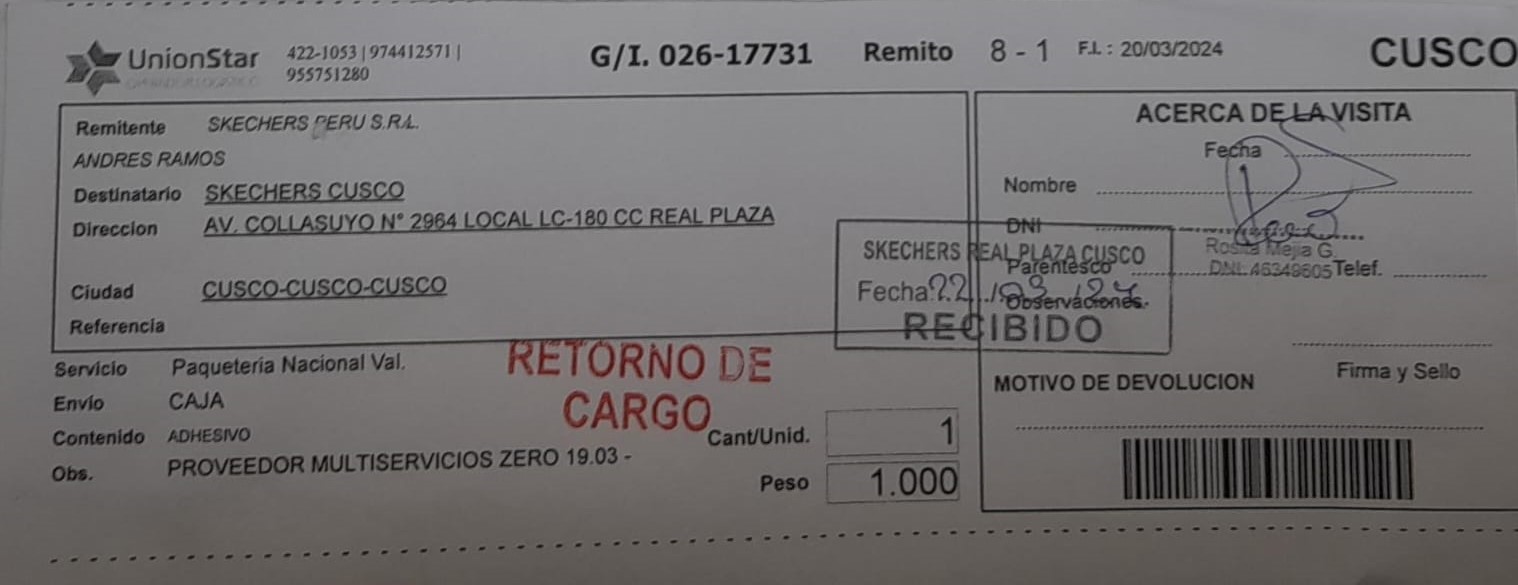 UnionStar 422-1053 | 974412571 |
955751280
G/I. 026-17731 Remito 8 - 1 F.I. : 20/03/2024 CUSCO
Remitente SKECHERS PERU S.R.L.
ANDRES RAMOS
Destinatario SKECHERS CUSCO
Direccion AV. COLLASUYO N° 2964 LOCAL LC-180 CC REAL PLAZA
Ciudad CUSCO-CUSCO-CUSCO
Referencia
Servicio Paqueteria Nacional Val.
Envio CAJA
Contenido ADHESIVO
Obs. PROVEEDOR MULTISERVICIOS ZERO 19.03 -
RETORNO DE
CARGO
Cant/Unid. 1
Peso 1.000
ACERCA DE LA VISITA
Fecha
Nombre
DNI
Parentesco
Telef.
Observaciones.
SKECHERS REAL PLAZA CUSCO
Fecha: 22/03/24
RECIBIDO
Rosita Mejia G.
DNI: 46349605
Firma y Sello
MOTIVO DE DEVOLUCION